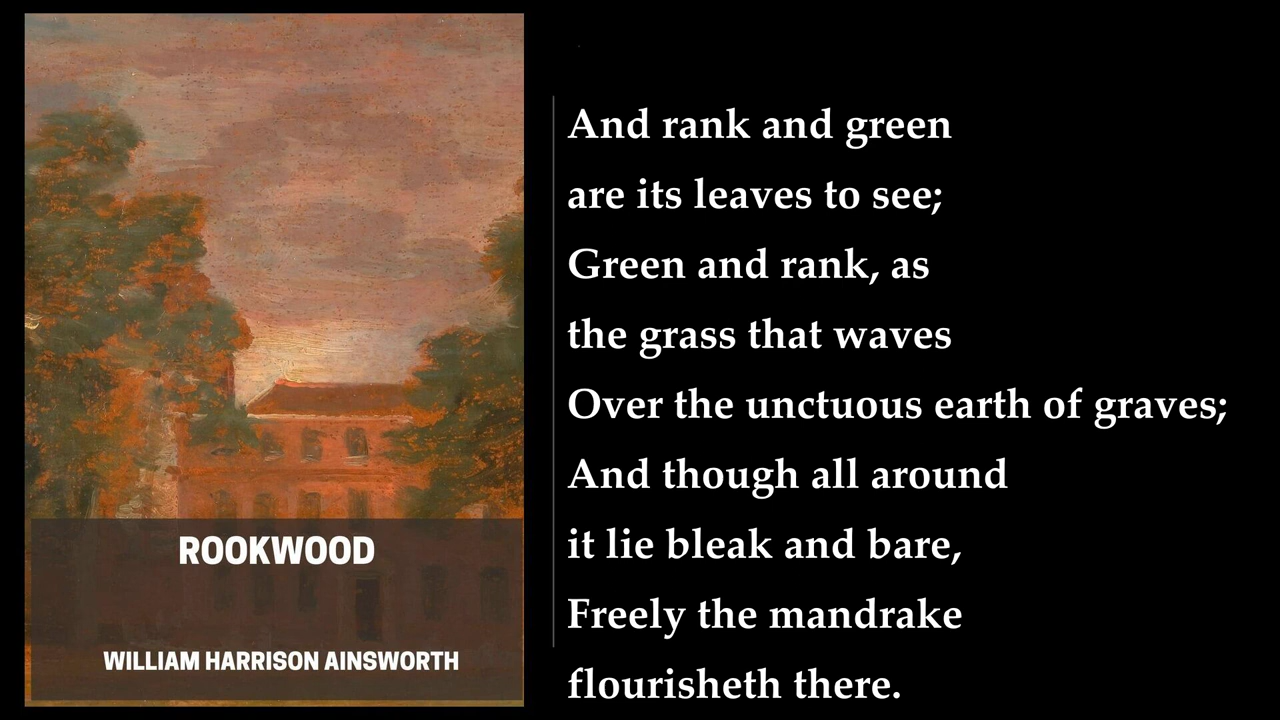 ROOKWOOD
WILLIAM HARRISON AINSWORTH
And rank and green
are its leaves to see;
Green and rank, as
the grass that waves
Over the unctuous earth of graves;
And though all around
it lie bleak and bare,
Freely the mandrake
flourisheth there.